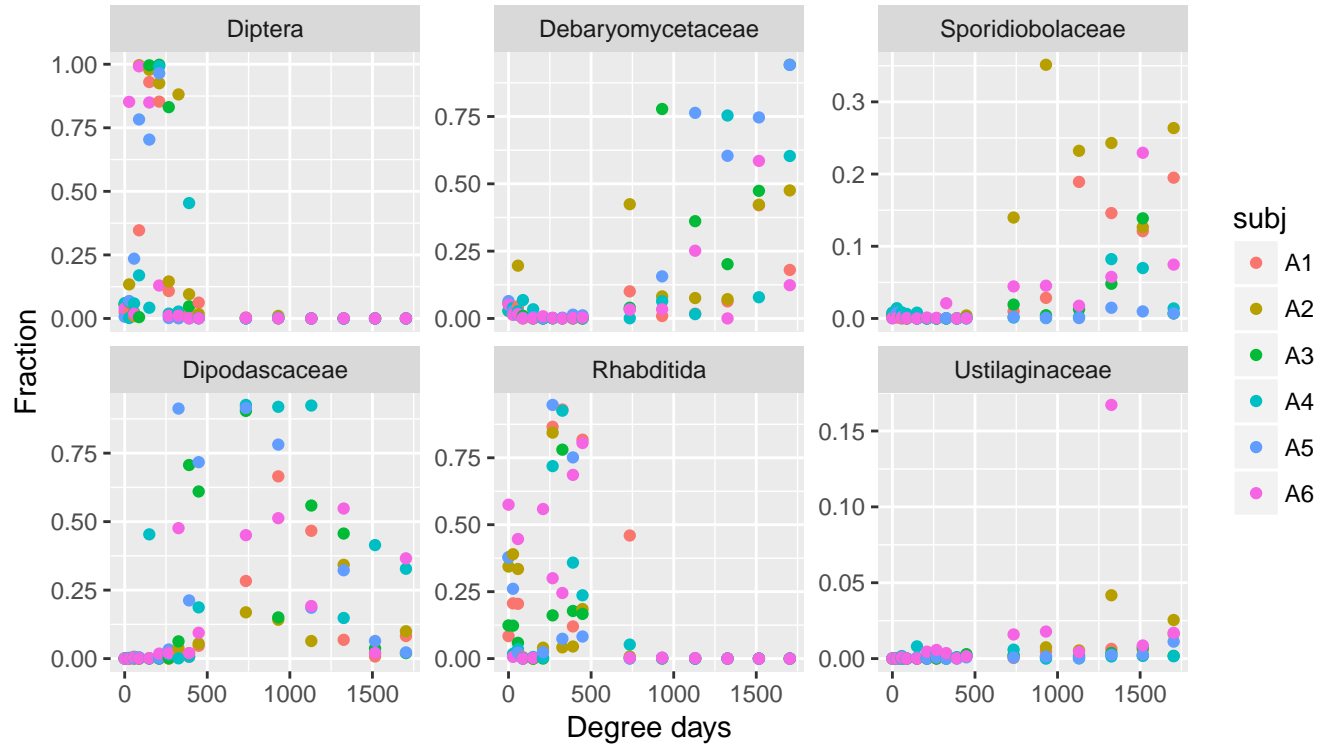 Diptera
Debaryomycetaceae
Sporidiobolaceae
1.00
0.75
0.50
0.25
0.00
0.75
0.50
0.25
0.00
0.3
0.2
0.1
0.0
Dipodascaceae
Rhabditida
Ustilaginaceae
0.75
0.50
0.25
0.00
0.75
0.50
0.25
0.00
0.15
0.10
0.05
0.00
0 500 1000 1500
0 500 1000 1500
0 500 1000 1500
Degree days
Fraction
subj
A1
A2
A3
A4
A5
A6